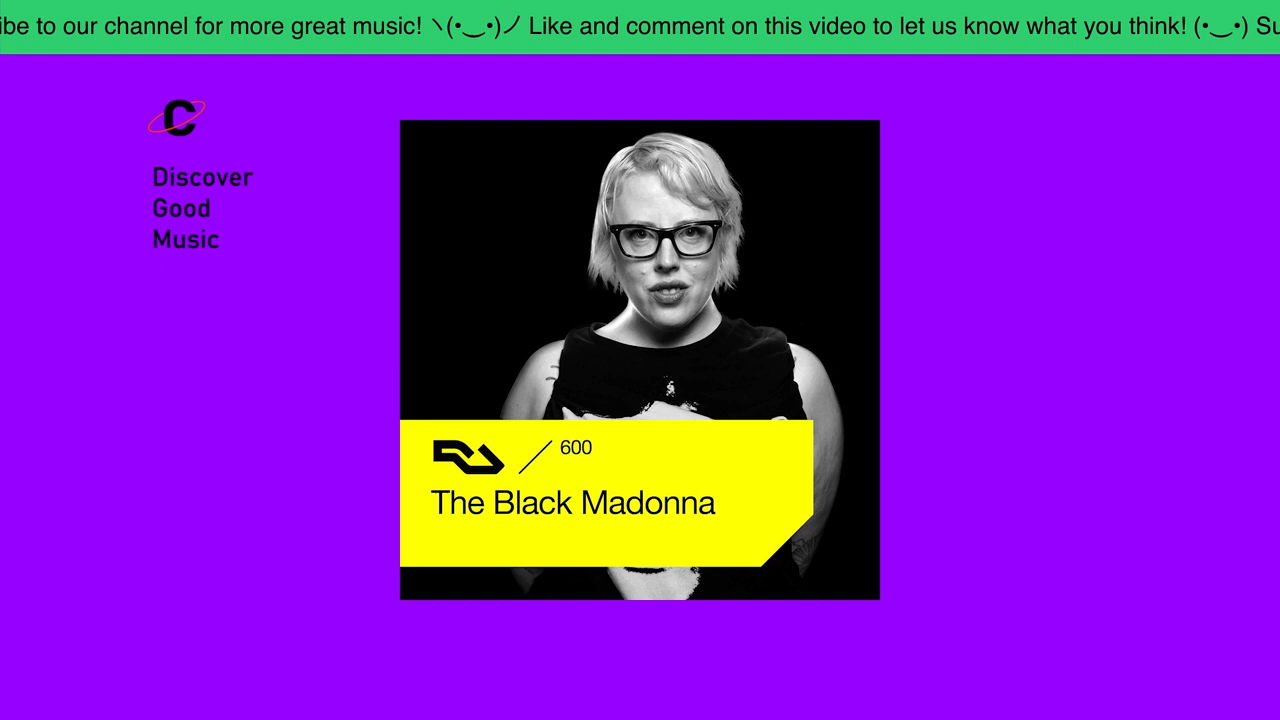 ibe to our channel for more great music! ヽ(•‿•)ノ Like and comment on this video to let us know what you think! (•‿•) Su
C
Discover
Good
Music
RA / 600
The Black Madonna